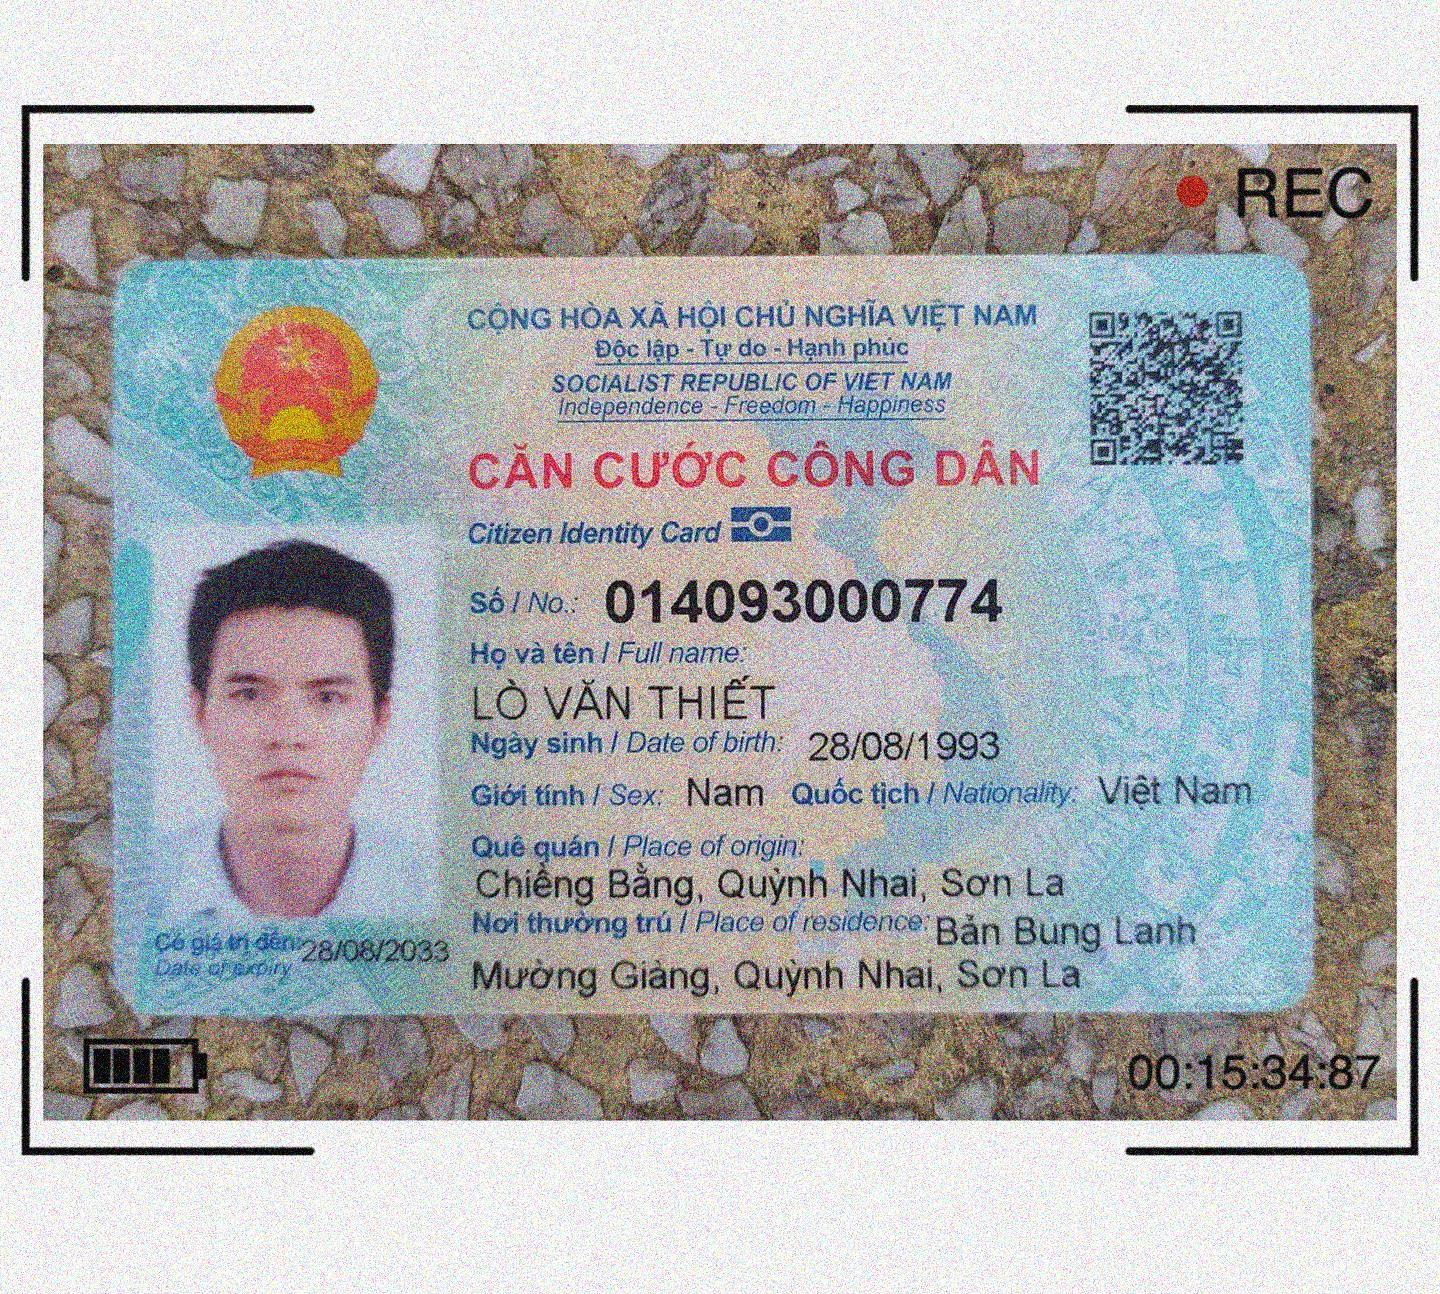 REC
CỘNG HÒA XÃ HỘI CHỦ NGHĨA VIỆT NAM
Độc lập - Tự do - Hạnh phúc
SOCIALIST REPUBLIC OF VIET NAM
Independence - Freedom - Happiness
CĂN CƯỚC CÔNG DÂN
Citizen Identity Card
Số / No.: 014093000774
Họ và tên / Full name:
LÒ VĂN THIẾT
Ngày sinh / Date of birth: 28/08/1993
Giới tính / Sex: Nam Quốc tịch / Nationality: Việt Nam
Quê quán / Place of origin:
Chiềng Bằng, Quỳnh Nhai, Sơn La
Nơi thường trú / Place of residence: Bản Bung Lanh
Mường Giàng, Quỳnh Nhai, Sơn La
Có giá trị đến: 28/08/2033
Date of expiry
00:15:34:87